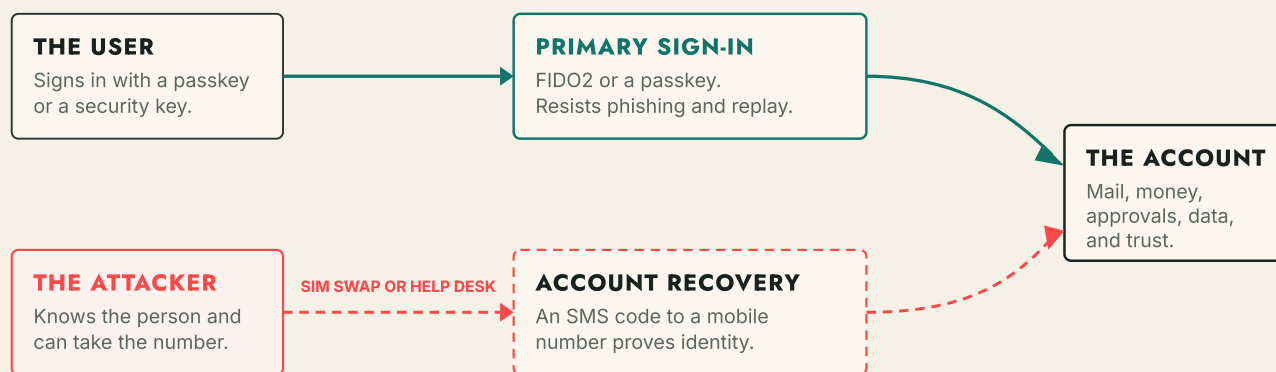 THE USER
Signs in with a passkey
or a security key.
PRIMARY SIGN-IN
FIDO2 or a passkey.
Resists phishing and replay.
THE ACCOUNT
Mail, money,
approvals, data,
and trust.
THE ATTACKER
Knows the person and
can take the number.
SIM SWAP OR HELP DESK
ACCOUNT RECOVERY
An SMS code to a mobile
number proves identity.